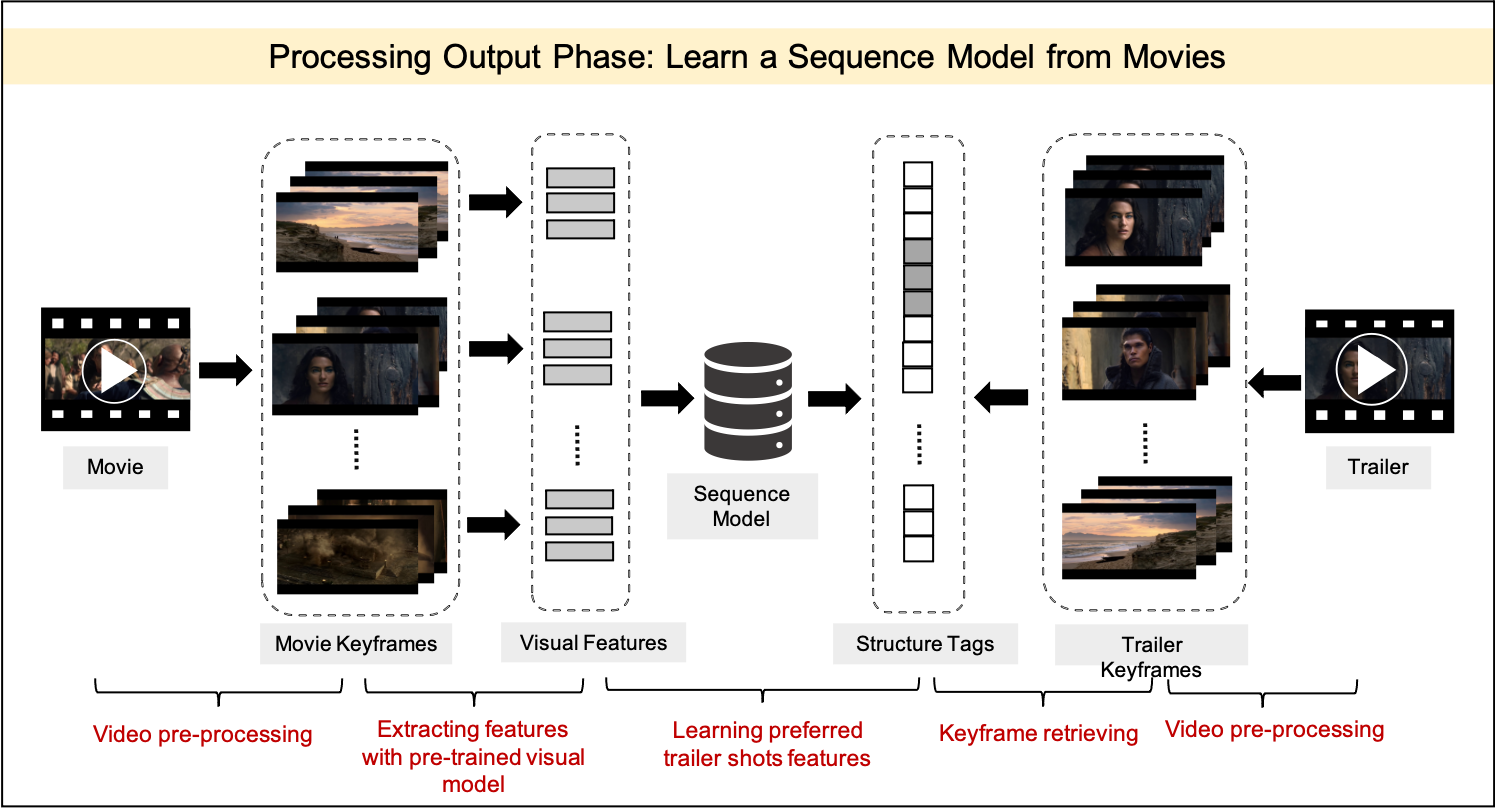 Processing Output Phase: Learn a Sequence Model from Movies
Movie
Sequence
Model
Trailer
Movie Keyframes
Visual Features
Structure Tags
Trailer
Keyframes
Video pre-processing
Extracting features
with pre-trained visual
model
Learning preferred
trailer shots features
Keyframe retrieving
Video pre-processing